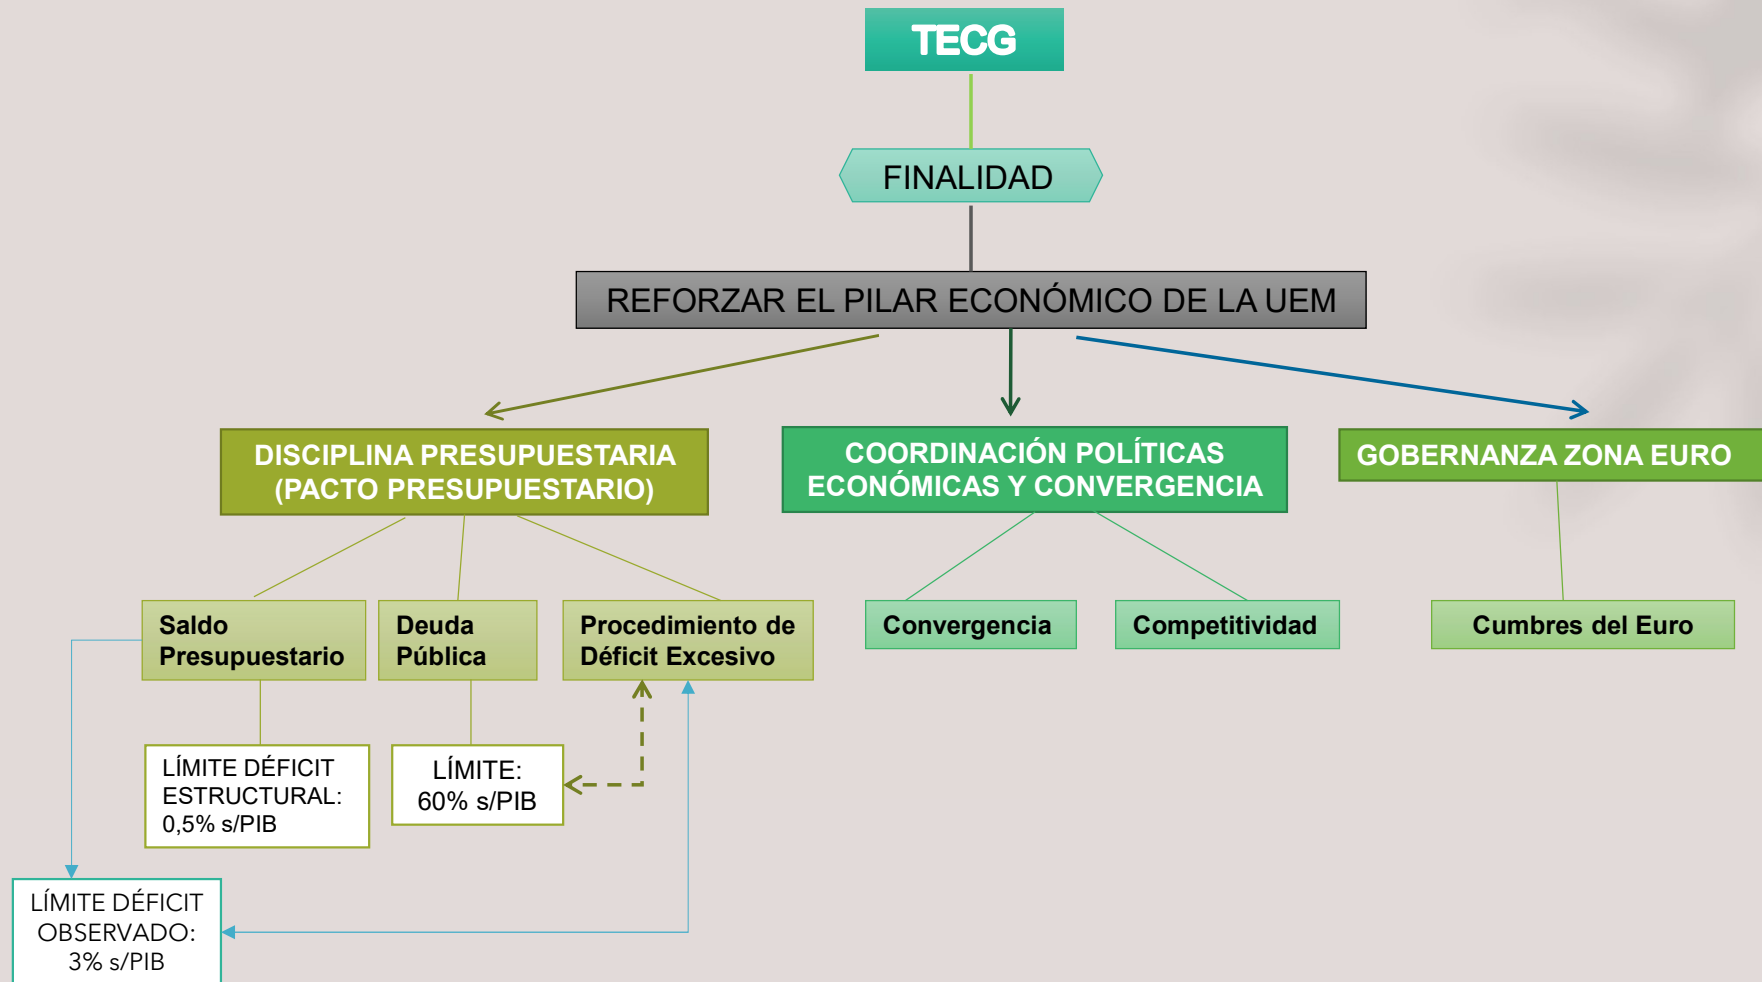 TECG
FINALIDAD
REFORZAR EL PILAR ECONÓMICO DE LA UEM
DISCIPLINA PRESUPUESTARIA
(PACTO PRESUPUESTARIO)
COORDINACIÓN POLÍTICAS
ECONÓMICAS Y CONVERGENCIA
GOBERNANZA ZONA EURO
Saldo
Presupuestario
Deuda
Pública
Procedimiento de
Déficit Excesivo
Convergencia
Competitividad
Cumbres del Euro
LÍMITE DÉFICIT
ESTRUCTURAL:
0,5% s/PIB
LÍMITE:
60% s/PIB
LÍMITE DÉFICIT
OBSERVADO:
3% s/PIB